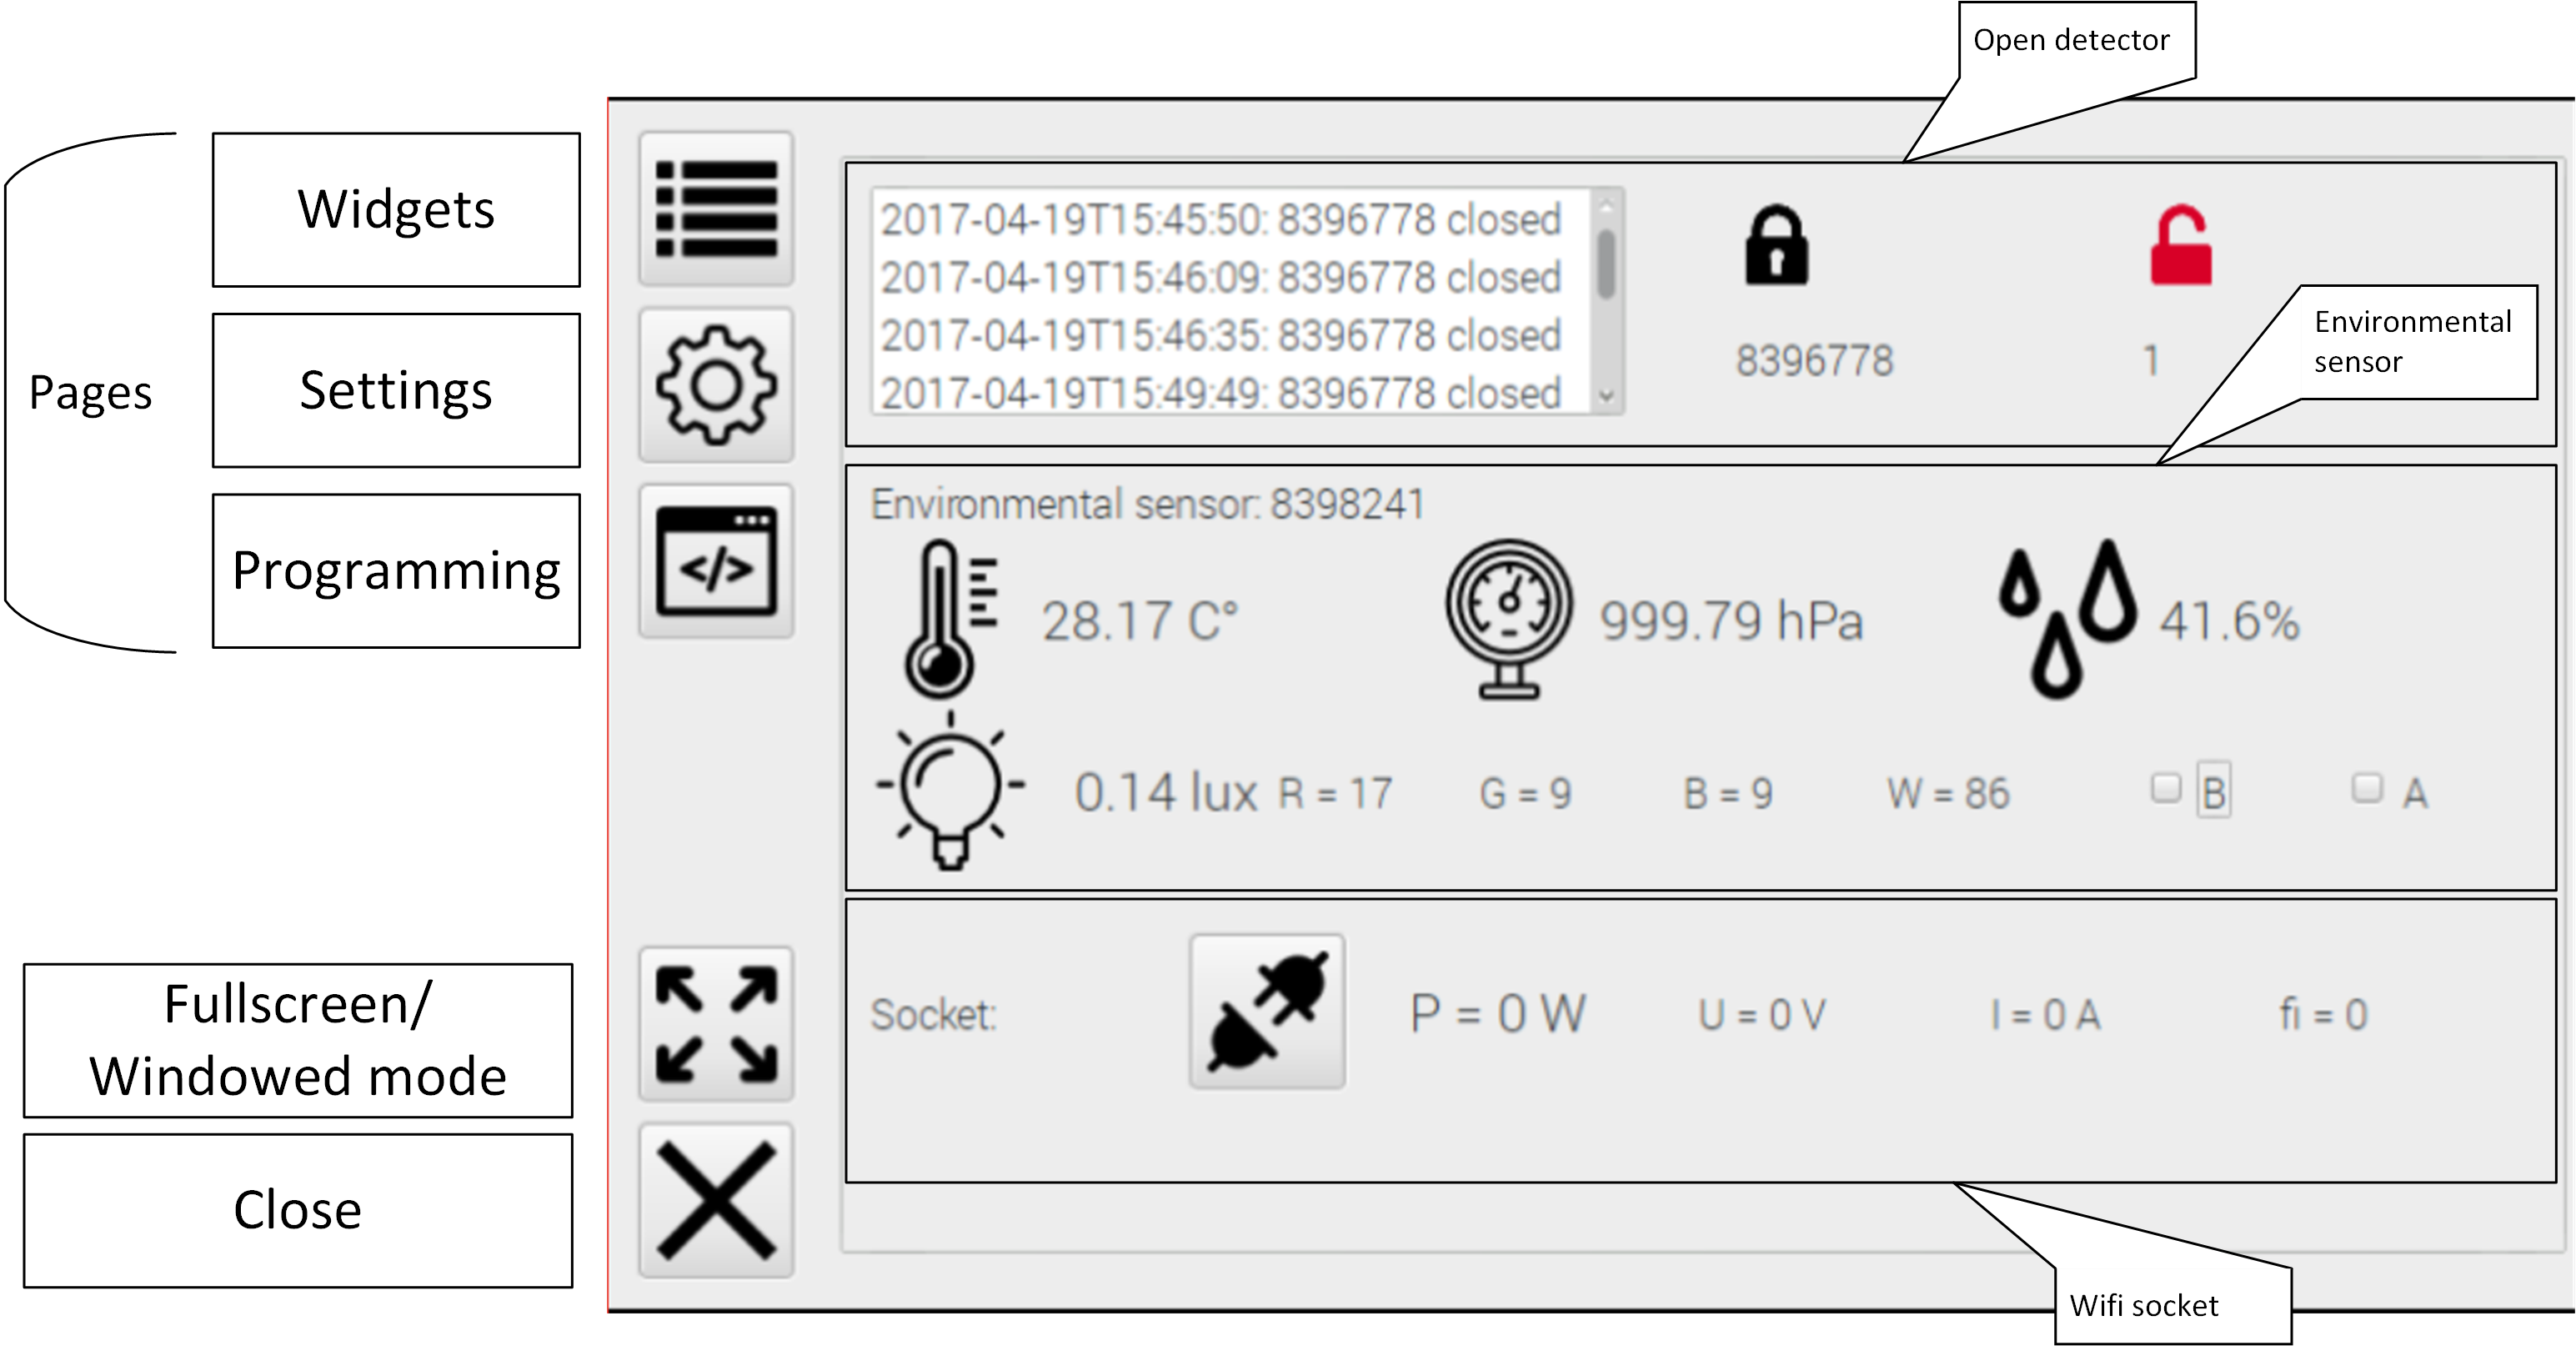 Open detector
Pages
Widgets
Settings
Programming
Fullscreen/
Windowed mode
Close
2017-04-19T15:45:50: 8396778 closed
2017-04-19T15:46:09: 8396778 closed
2017-04-19T15:46:35: 8396778 closed
2017-04-19T15:49:49: 8396778 closed
8396778
1
Environmental
sensor
Environmental sensor: 8398241
28.17 C°
999.79 hPa
41.6%
0.14 lux R = 17 G = 9 B = 9 W = 86 B A
Socket: P = 0 W U = 0 V I = 0 A fi = 0
Wifi socket